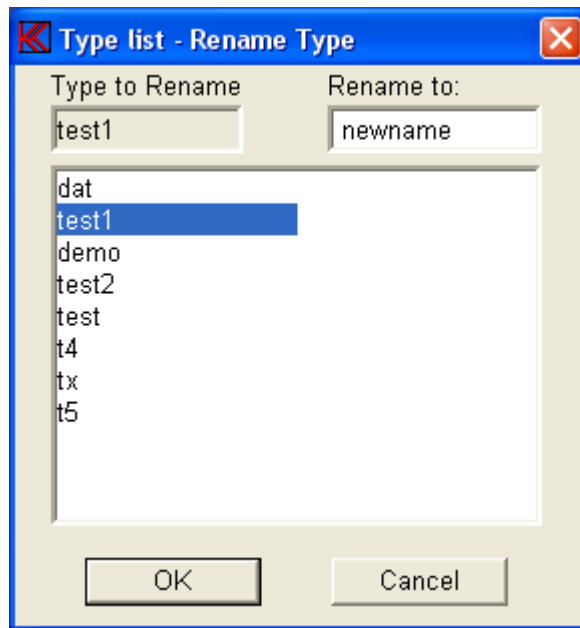 Type list - Rename Type
Type to Rename Rename to:
test1 newname
dat
test1
demo
test2
test
t4
tx
t5
OK Cancel